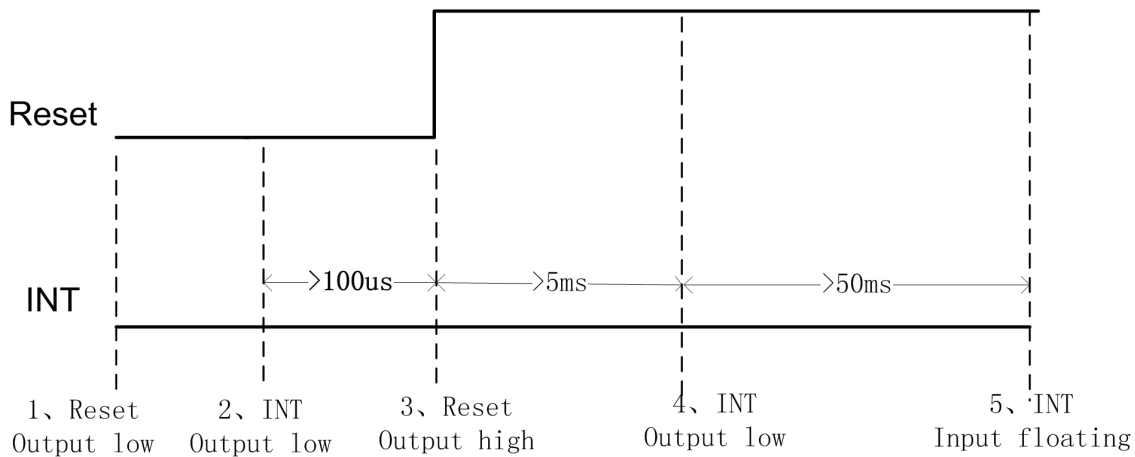 Reset
>100us
>5ms
>50ms
INT
1、Reset
Output low
2、INT
Output low
3、Reset
Output high
4、INT
Output low
5、INT
Input floating